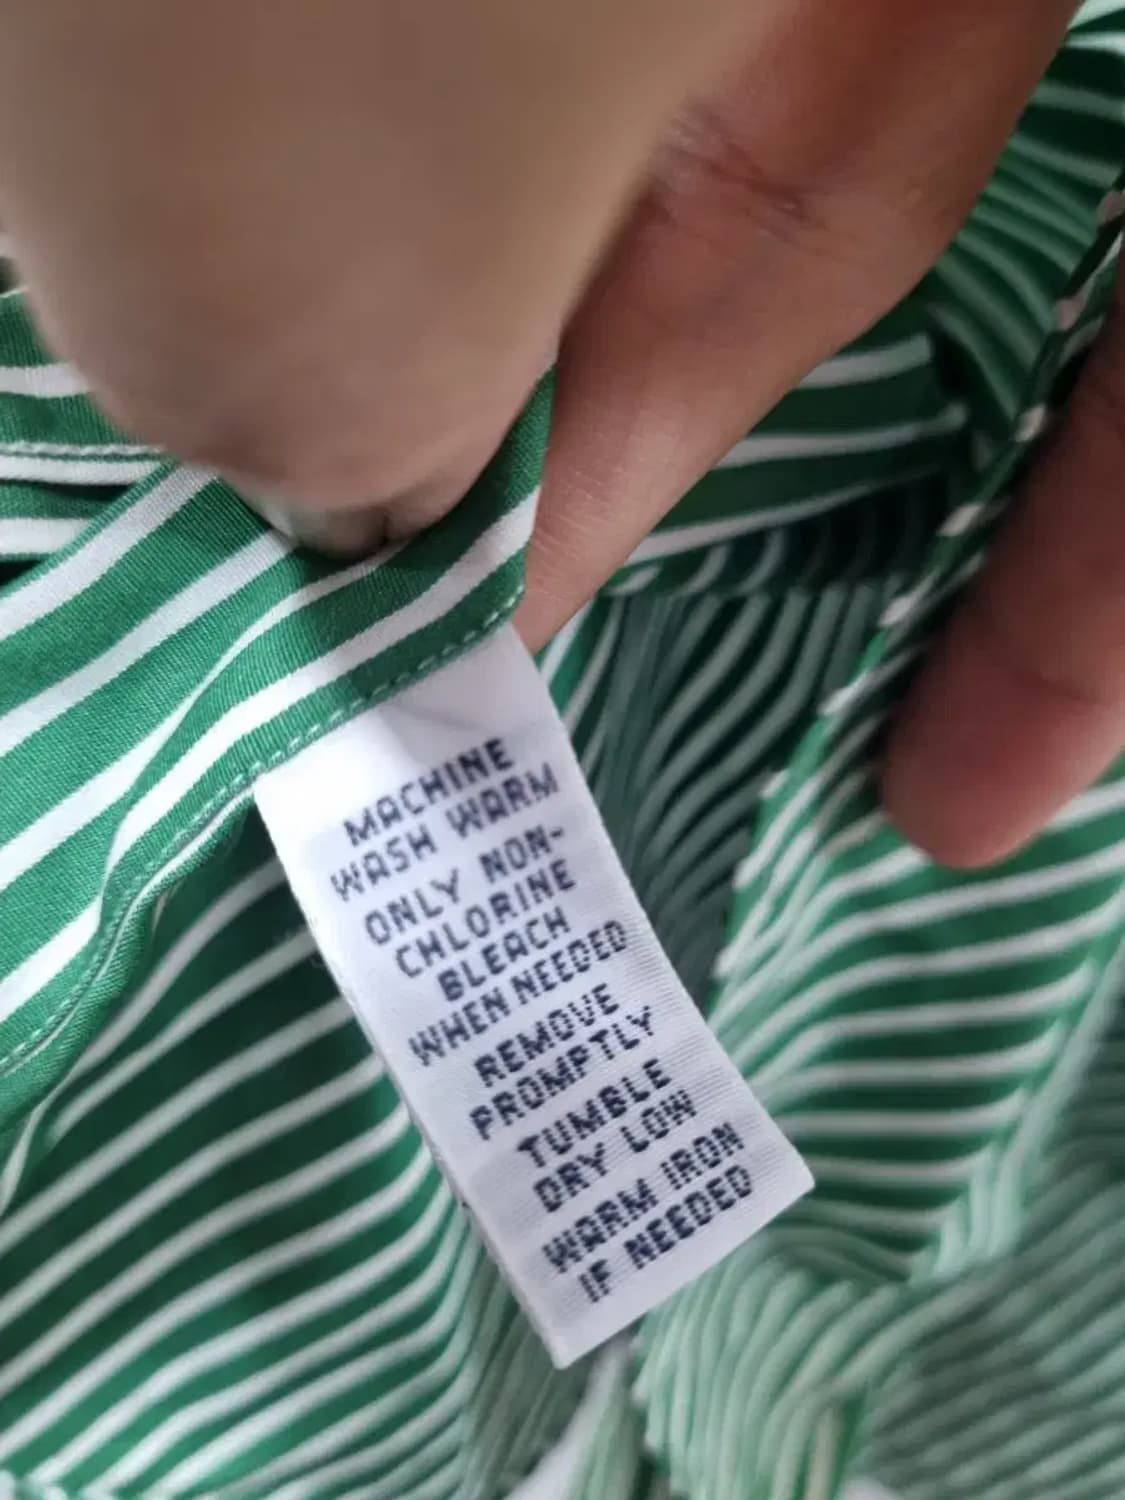 MACHINE
WASH WARM
ONLY NON-
CHLORINE
BLEACH
WHEN NEEDED
REMOVE
PROMPTLY
TUMBLE
DRY LOW
WARM IRON
IF NEEDED